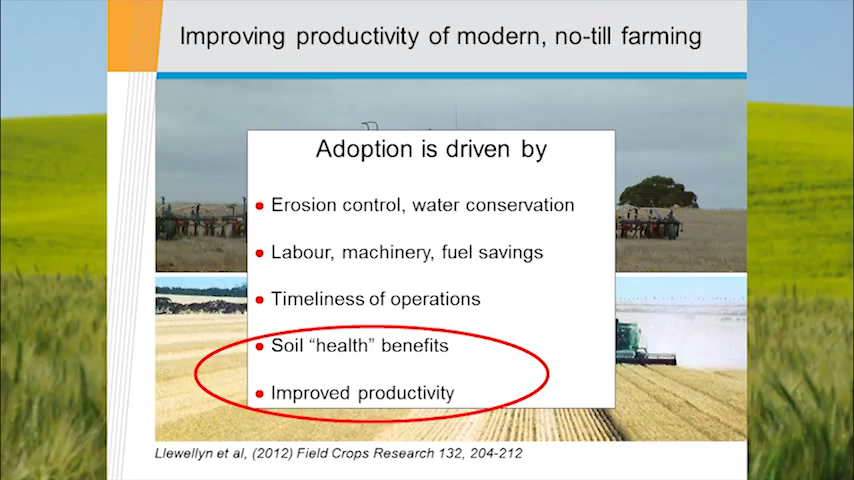 Improving productivity of modern, no-till farming
Adoption is driven by
Erosion control, water conservation
Labour, machinery, fuel savings
Timeliness of operations
Soil “health” benefits
Improved productivity
Llewellyn et al, (2012) Field Crops Research 132, 204-212